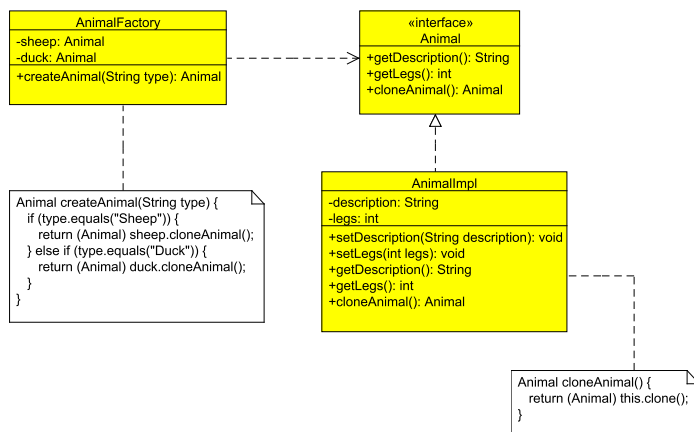 AnimalFactory
-sheep: Animal
-duck: Animal
+createAnimal(String type): Animal
«interface»
Animal
+getDescription(): String
+getLegs(): int
+cloneAnimal(): Animal
Animal createAnimal(String type) {
if (type.equals("Sheep")) {
return (Animal) sheep.cloneAnimal();
} else if (type.equals("Duck")) {
return (Animal) duck.cloneAnimal();
}
}
AnimalImpl
-description: String
-legs: int
+setDescription(String description): void
+setLegs(int legs): void
+getDescription(): String
+getLegs(): int
+cloneAnimal(): Animal
Animal cloneAnimal() {
return (Animal) this.clone();
}